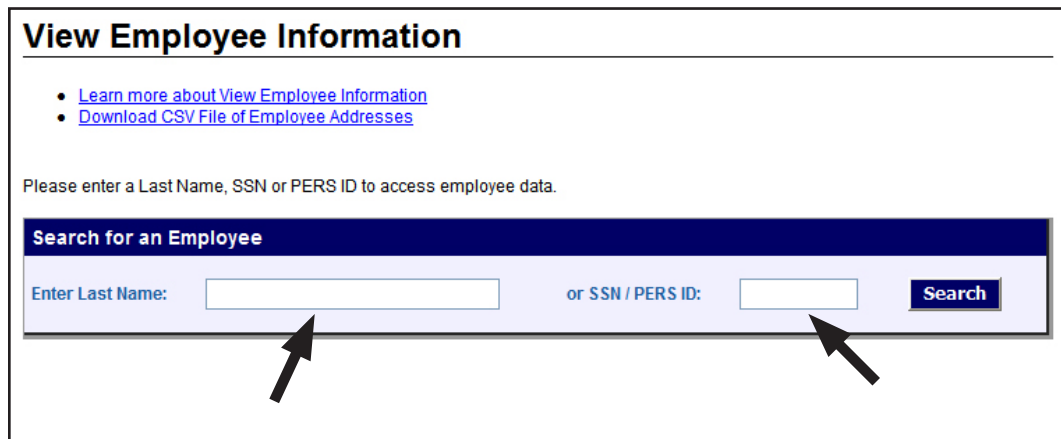 View Employee Information
Learn more about View Employee Information
Download CSV File of Employee Addresses
Please enter a Last Name, SSN or PERS ID to access employee data.
Search for an Employee
Enter Last Name: or SSN / PERS ID: Search